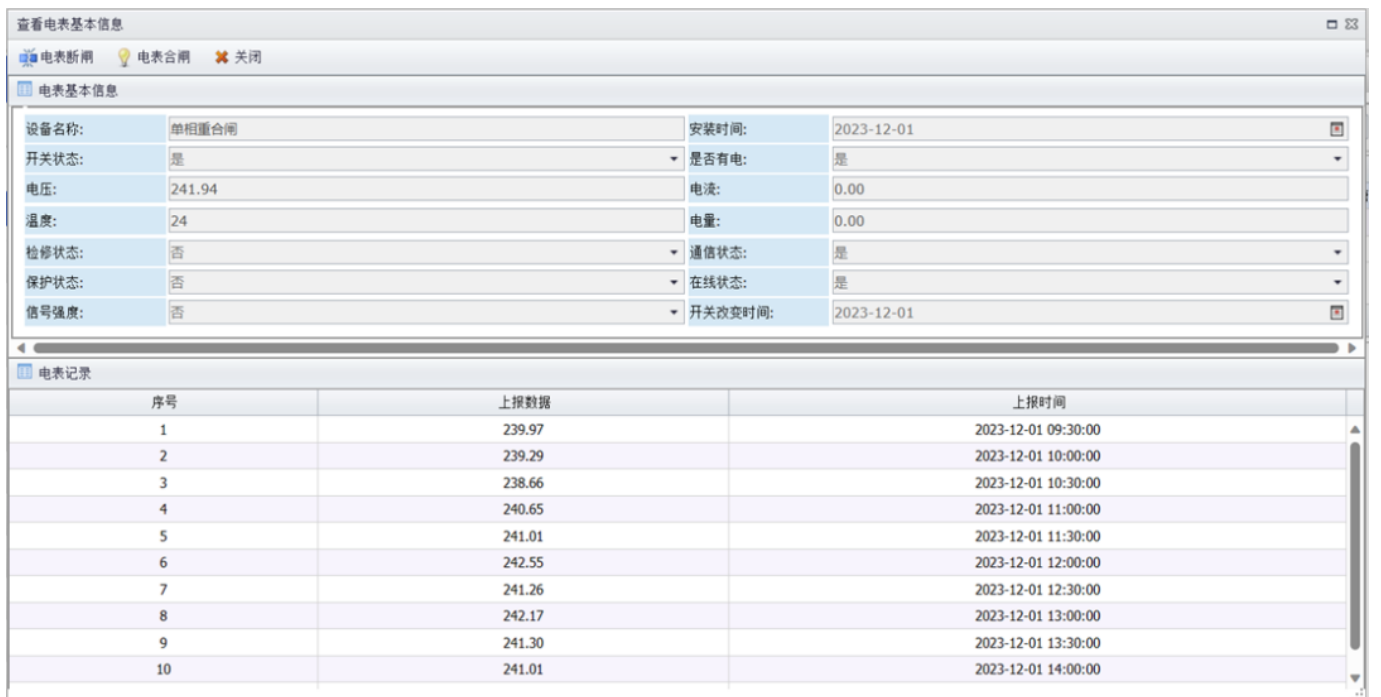 查看电表基本信息
电表断闸 电表合闸 关闭
电表基本信息
设备名称: 单相重合闸 安装时间: 2023-12-01
开关状态: 是 是否有电: 是
电压: 241.94 电流: 0.00
温度: 24 电量: 0.00
检修状态: 否 通信状态: 是
保护状态: 否 在线状态: 是
信号强度: 否 开关改变时间: 2023-12-01
电表记录
序号 上报数据 上报时间
1 239.97 2023-12-01 09:30:00
2 239.29 2023-12-01 10:00:00
3 238.66 2023-12-01 10:30:00
4 240.65 2023-12-01 11:00:00
5 241.01 2023-12-01 11:30:00
6 242.55 2023-12-01 12:00:00
7 241.26 2023-12-01 12:30:00
8 242.17 2023-12-01 13:00:00
9 241.30 2023-12-01 13:30:00
10 241.01 2023-12-01 14:00:00